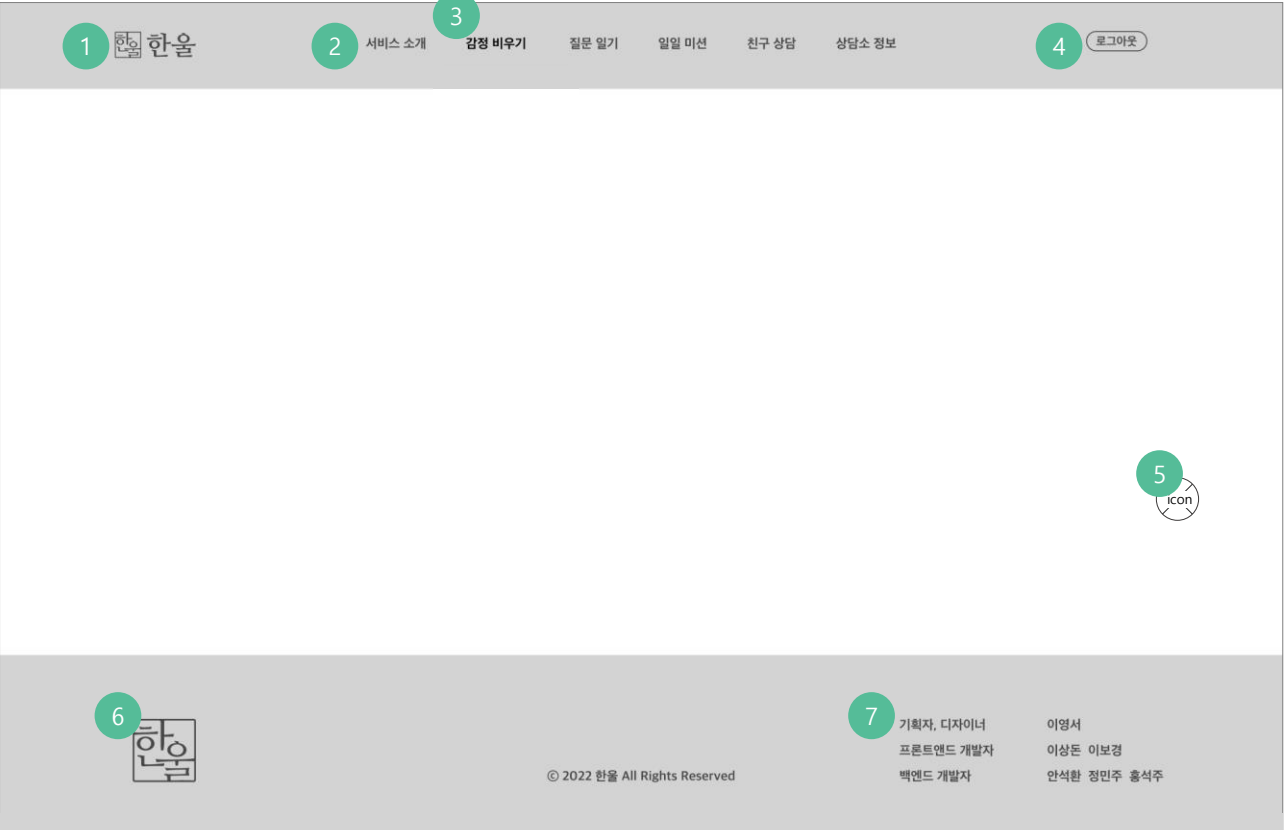 1 한울 한울 2 서비스 소개 3 감정 비우기 질문 일기 일일 미션 친구 상담 상담소 정보 4 로그아웃
5
icon
6 한울
7 기획자, 디자이너 이영서
프론트앤드 개발자 이상돈 이보경
© 2022 한울 All Rights Reserved 백엔드 개발자 안석환 정민주 홍석주